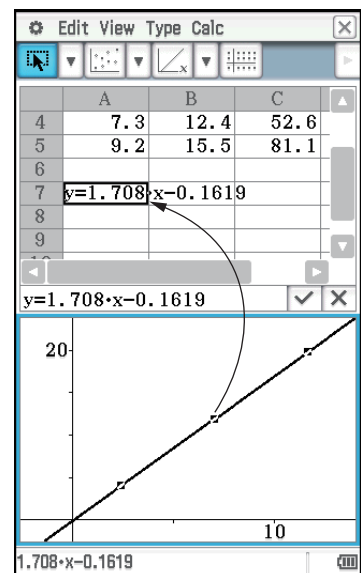 Edit View Type Calc
A B C
4 7.3 12.4 52.6
5 9.2 15.5 81.1
6
7 y=1.708·x-0.1619
8
9
y=1.708·x-0.1619
20
10
1.708·x-0.1619